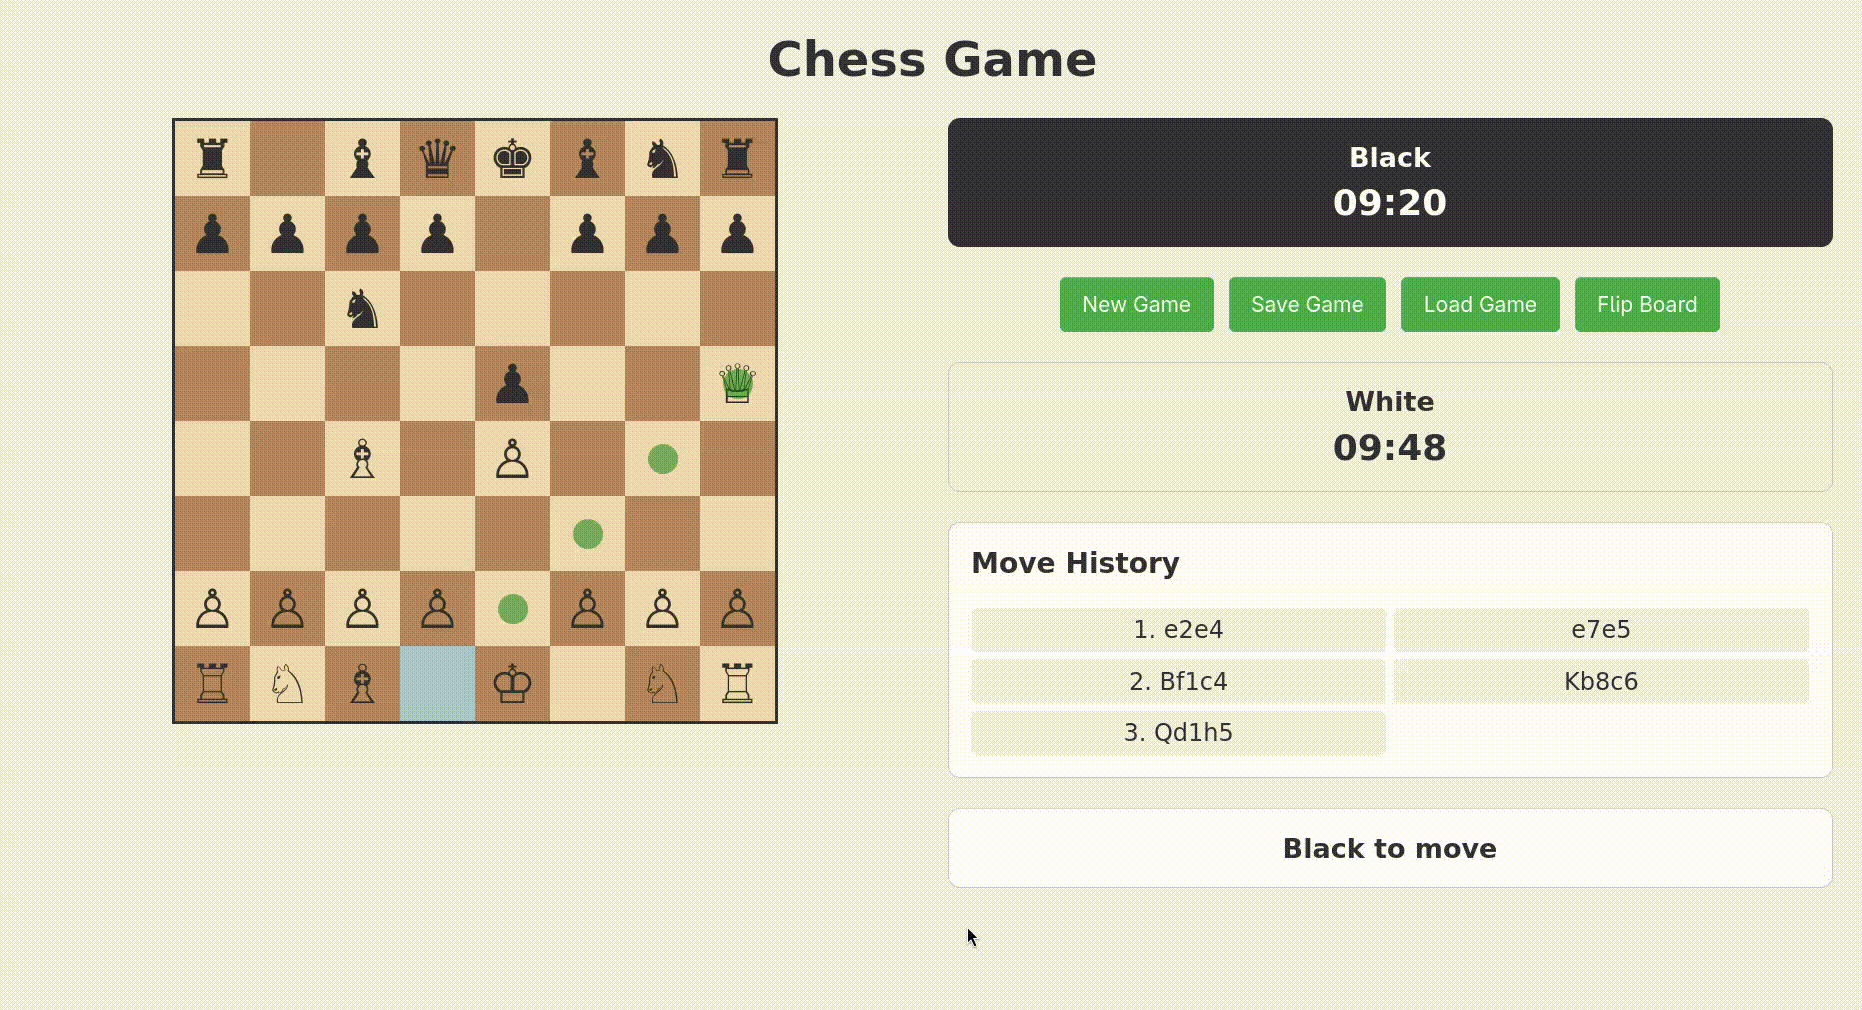 Chess Game
Black
09:20
New Game Save Game Load Game Flip Board
White
09:48
Move History
1. e2e4 e7e5
2. Bf1c4 Kb8c6
3. Qd1h5
Black to move